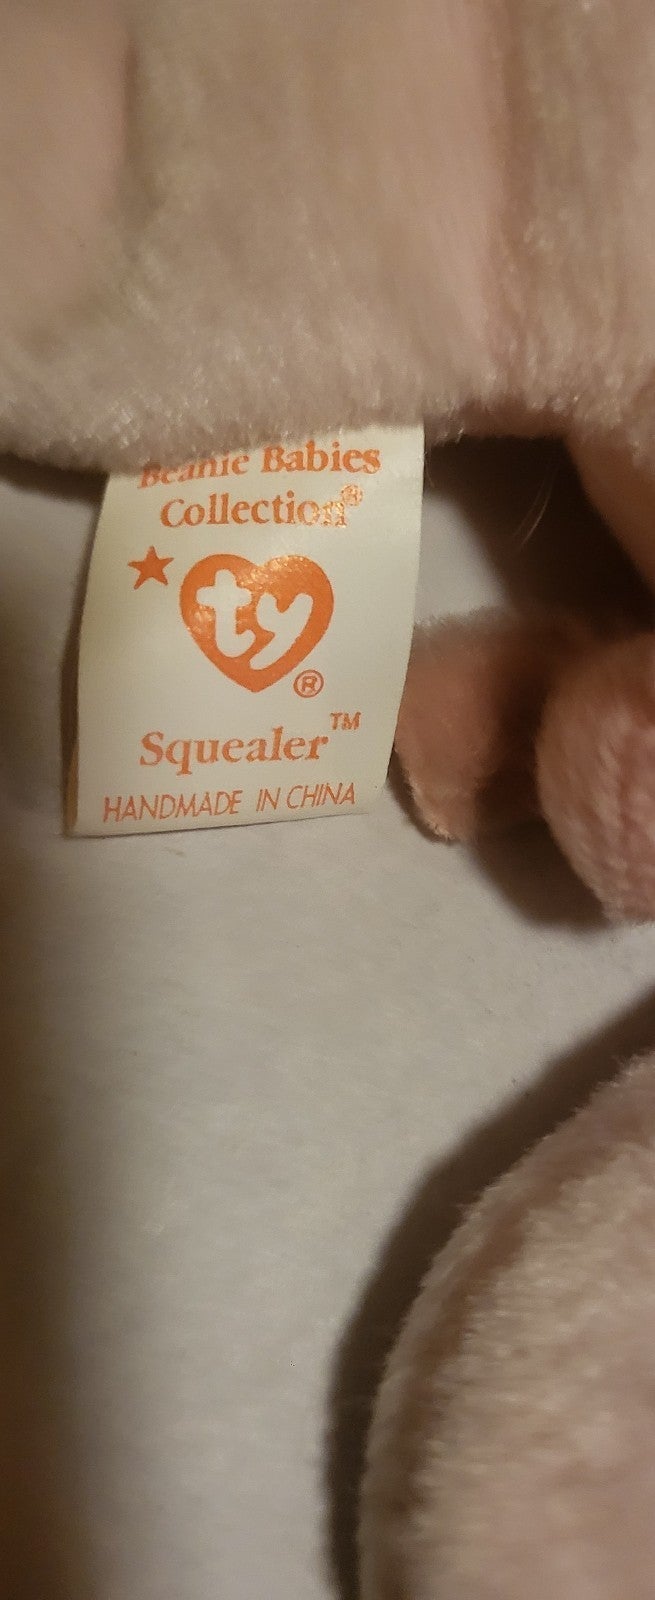 Beanie Babies
Collection®
ty
®
Squealer™
HANDMADE IN CHINA